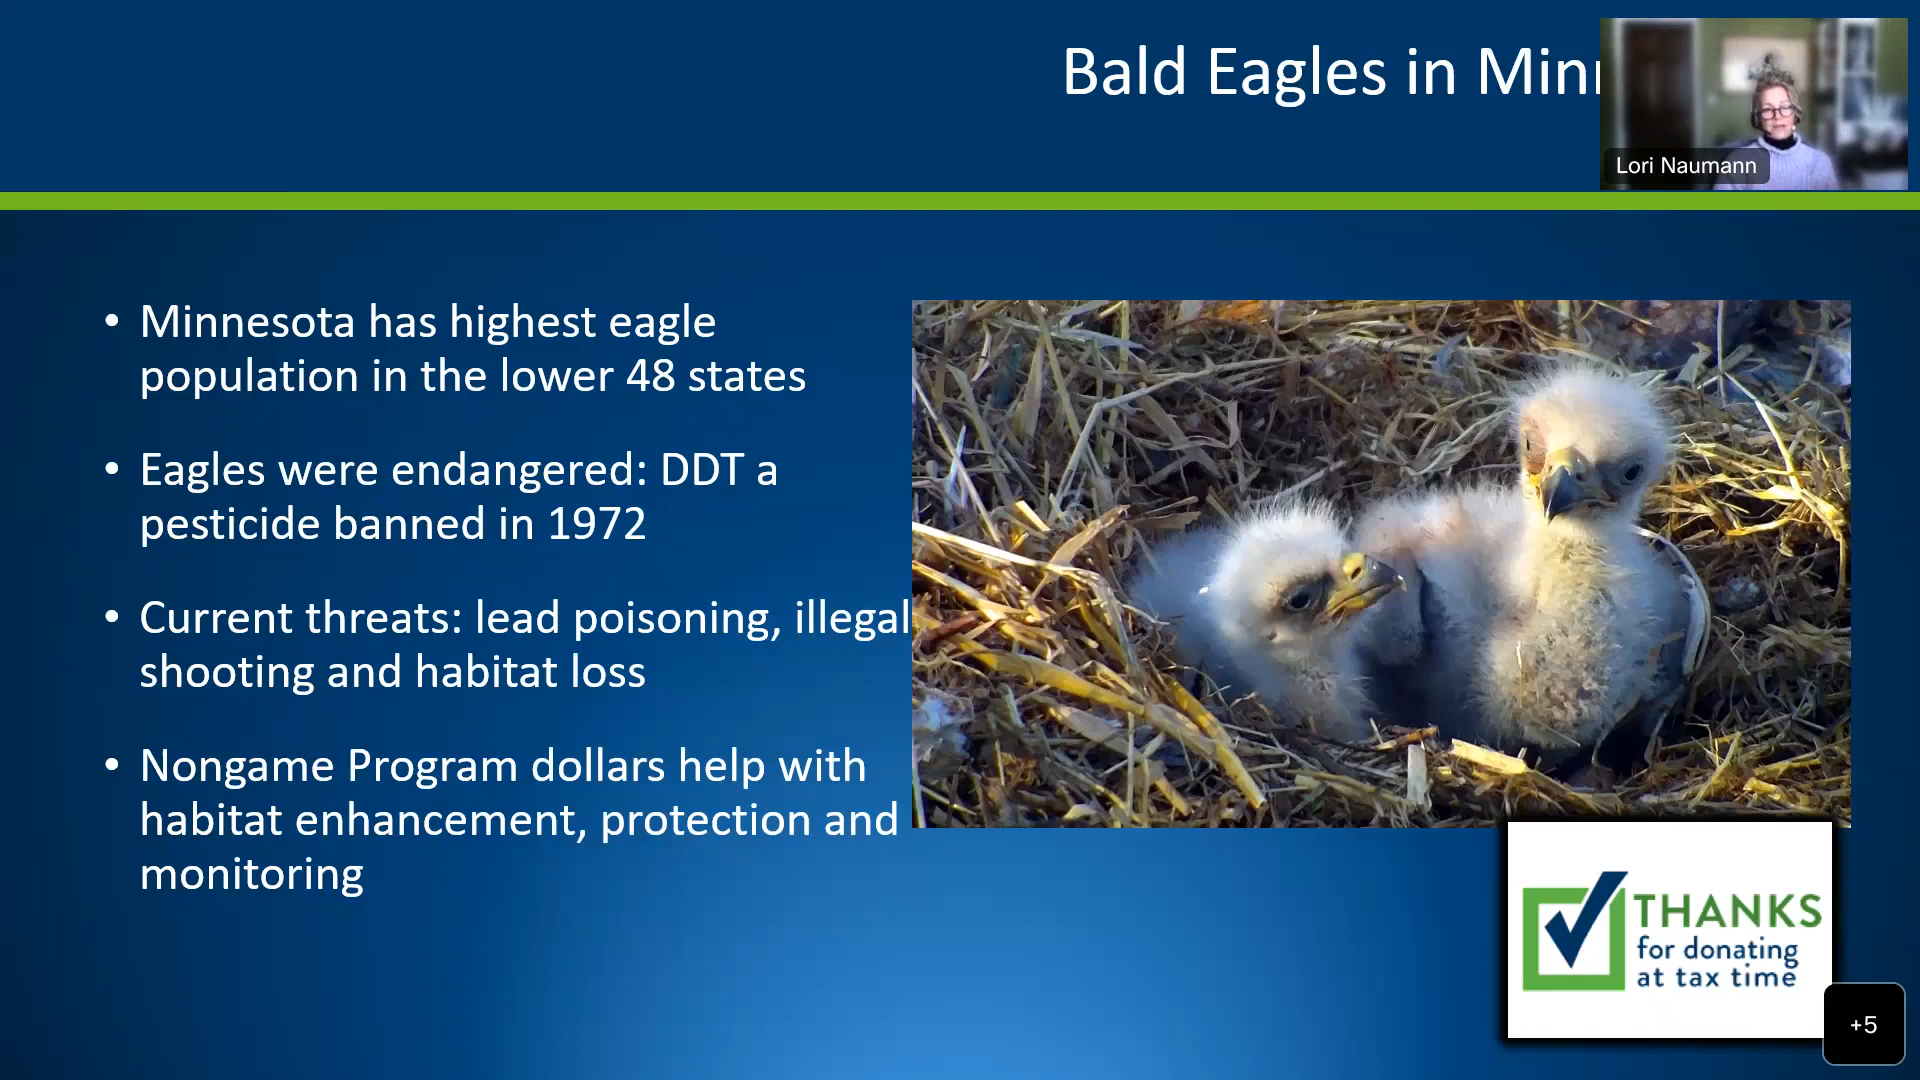 Bald Eagles in Min
Lori Naumann
• Minnesota has highest eagle
population in the lower 48 states
• Eagles were endangered: DDT a
pesticide banned in 1972
• Current threats: lead poisoning, illegal
shooting and habitat loss
• Nongame Program dollars help with
habitat enhancement, protection and
monitoring
THANKS
for donating
at tax time
+5